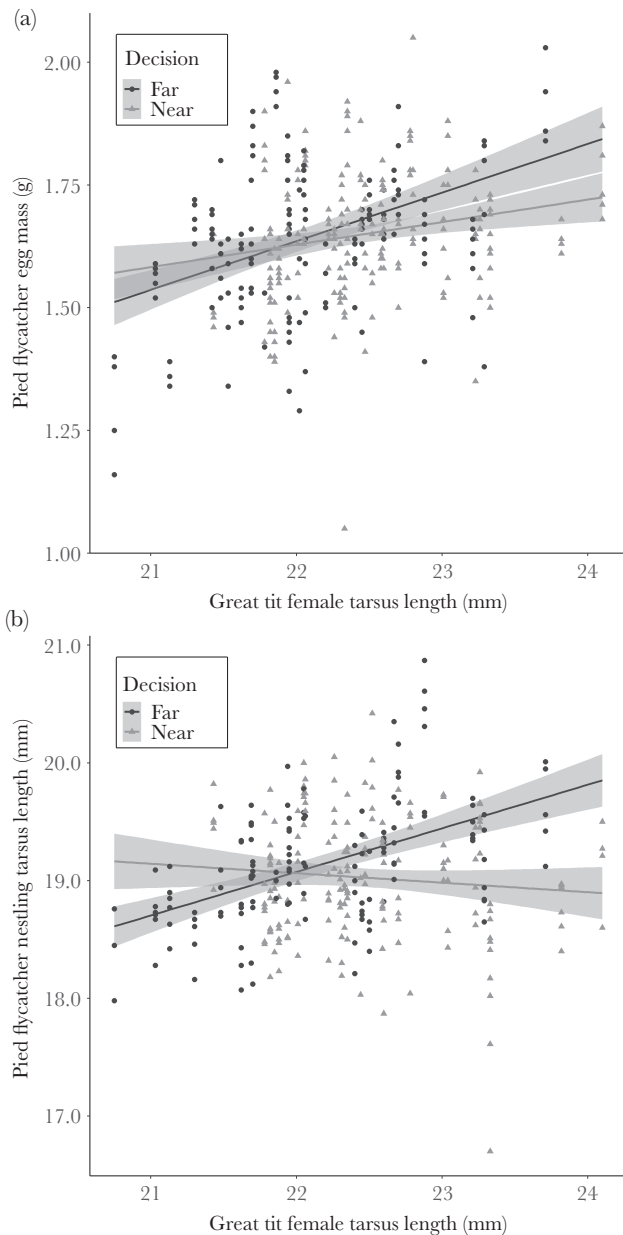 (a)
Pied flycatcher egg mass (g)
2.00
1.75
1.50
1.25
1.00
Decision
Far
Near
21
22
23
24
Great tit female tarsus length (mm)
(b)
Pied flycatcher nestling tarsus length (mm)
21.0
20.0
19.0
18.0
17.0
Decision
Far
Near
21
22
23
24
Great tit female tarsus length (mm)